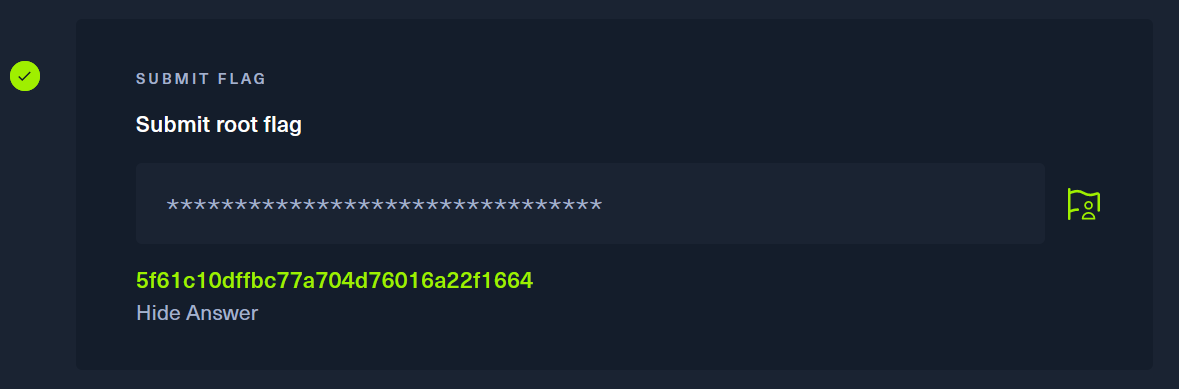 SUBMIT FLAG
Submit root flag
********************************
5f61c10dffbc77a704d76016a22f1664
Hide Answer